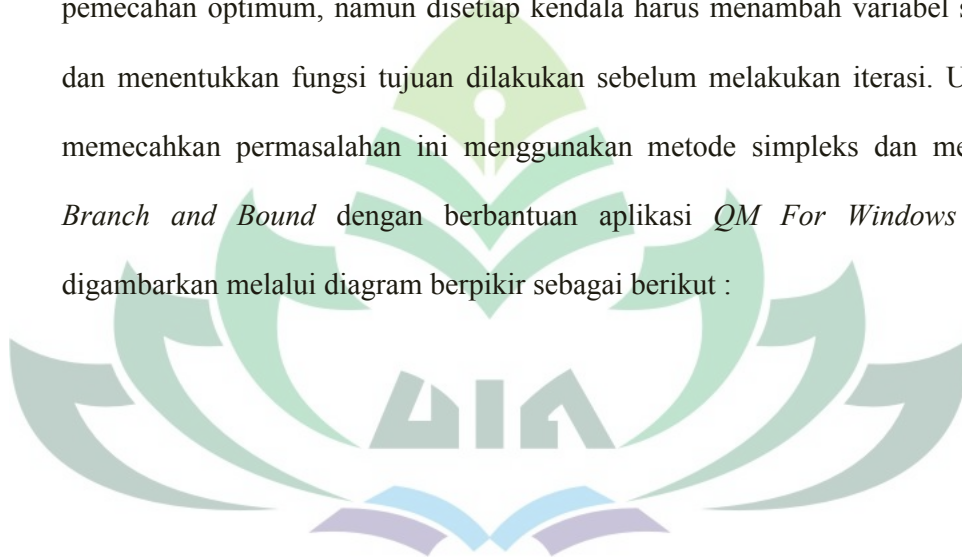 pemecahan optimum, namun disetiap kendala harus menambah variabel
dan menentukkan fungsi tujuan dilakukan sebelum melakukan iterasi.
memecahkan permasalahan ini menggunakan metode simpleks dan
Branch and Bound dengan berbantuan aplikasi QM For Windows
digambarkan melalui diagram berpikir sebagai berikut :
UIN